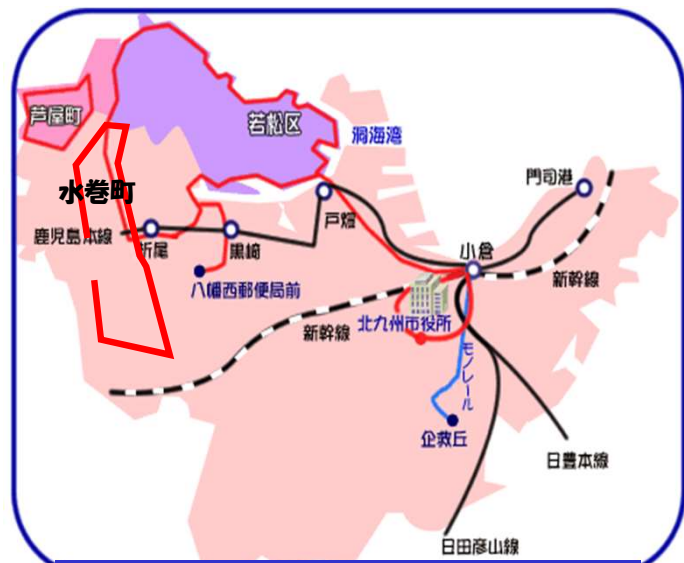 芦屋町
若松区
洞海湾
水巻町
門司港
戸畑
鹿児島本線
折尾
黒崎
小倉
新幹線
八幡西郵便局前
新幹線
北九州市役所
モノレール
企救丘
日豊本線
日田彦山線